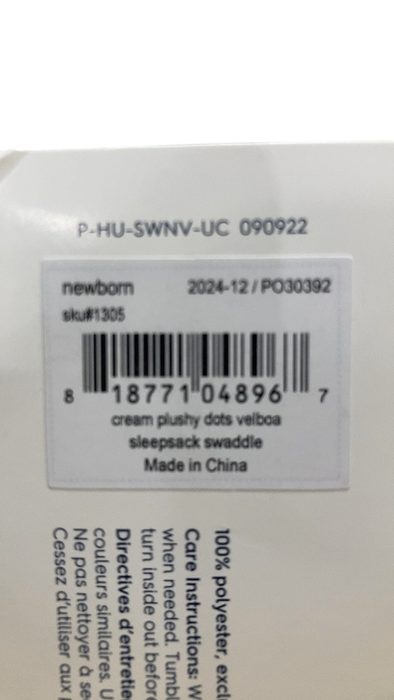 P-HU-SWNV-UC 090922
newborn 2024-12 / PO30392
sku#1305
8 18771 04896 7
cream plushy dots velboa
sleepsack swaddle
Made in China
100% polyester, excl
Care Instructions: W
when needed. Tumbl
turn inside out befor
Directives d'entretie
couleurs similaires. U
Ne pas nettoyer à se
Cessez d'utiliser aux